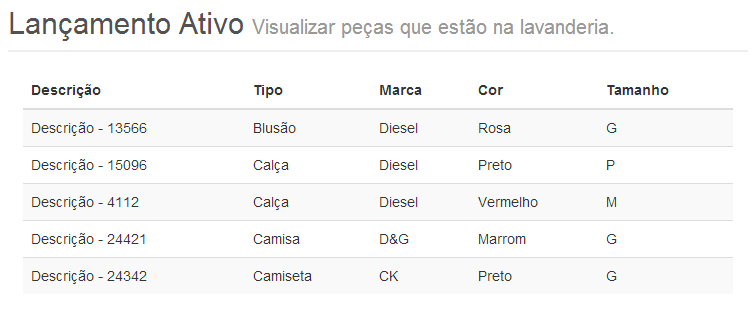 Lançamento Ativo Visualizar peças que estão na lavanderia.
Descrição Tipo Marca Cor Tamanho
Descrição - 13566 Blusão Diesel Rosa G
Descrição - 15096 Calça Diesel Preto P
Descrição - 4112 Calça Diesel Vermelho M
Descrição - 24421 Camisa D&G Marrom G
Descrição - 24342 Camiseta CK Preto G